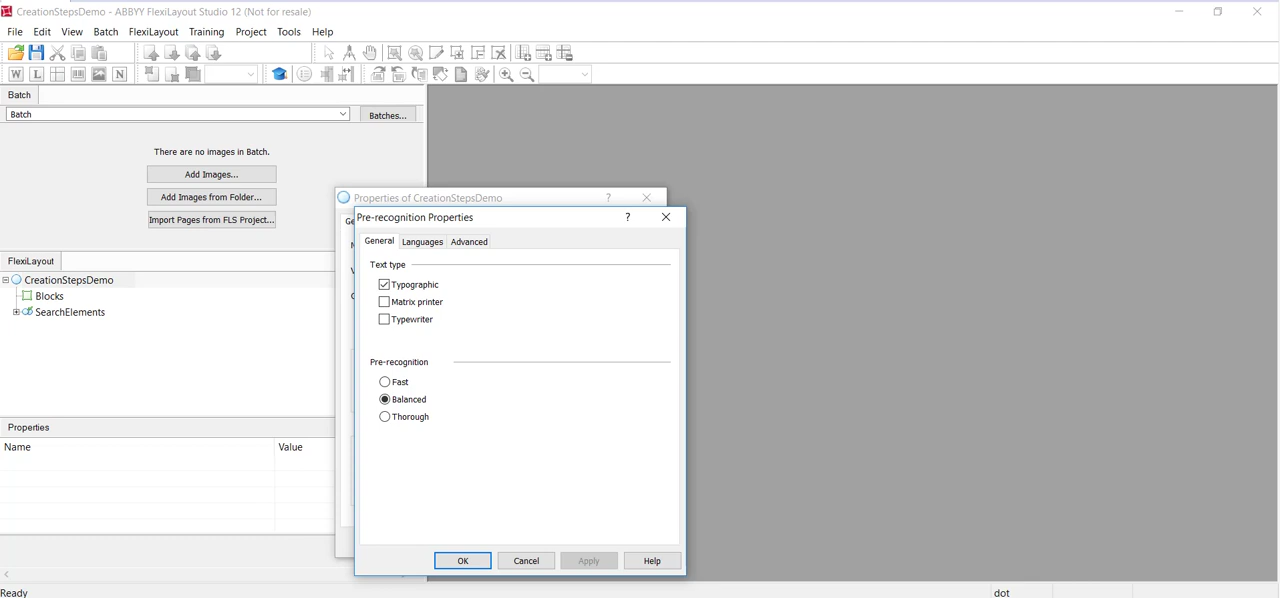 CreationStepsDemo - ABBYY FlexiLayout Studio 12 (Not for resale)
File Edit View Batch FlexiLayout Training Project Tools Help
W L N
Batch
Batch
Batches...
There are no images in Batch.
Add Images...
Add Images from Folder...
Import Pages from FLS Project...
FlexiLayout
CreationStepsDemo
Blocks
SearchElements
Properties
Name Value
Properties of CreationStepsDemo ?
Ge
Pre-recognition Properties ?
General Languages Advanced
Text type
Typographic
Matrix printer
Typewriter
Pre-recognition
Fast
Balanced
Thorough
OK Cancel Apply Help
Ready dot